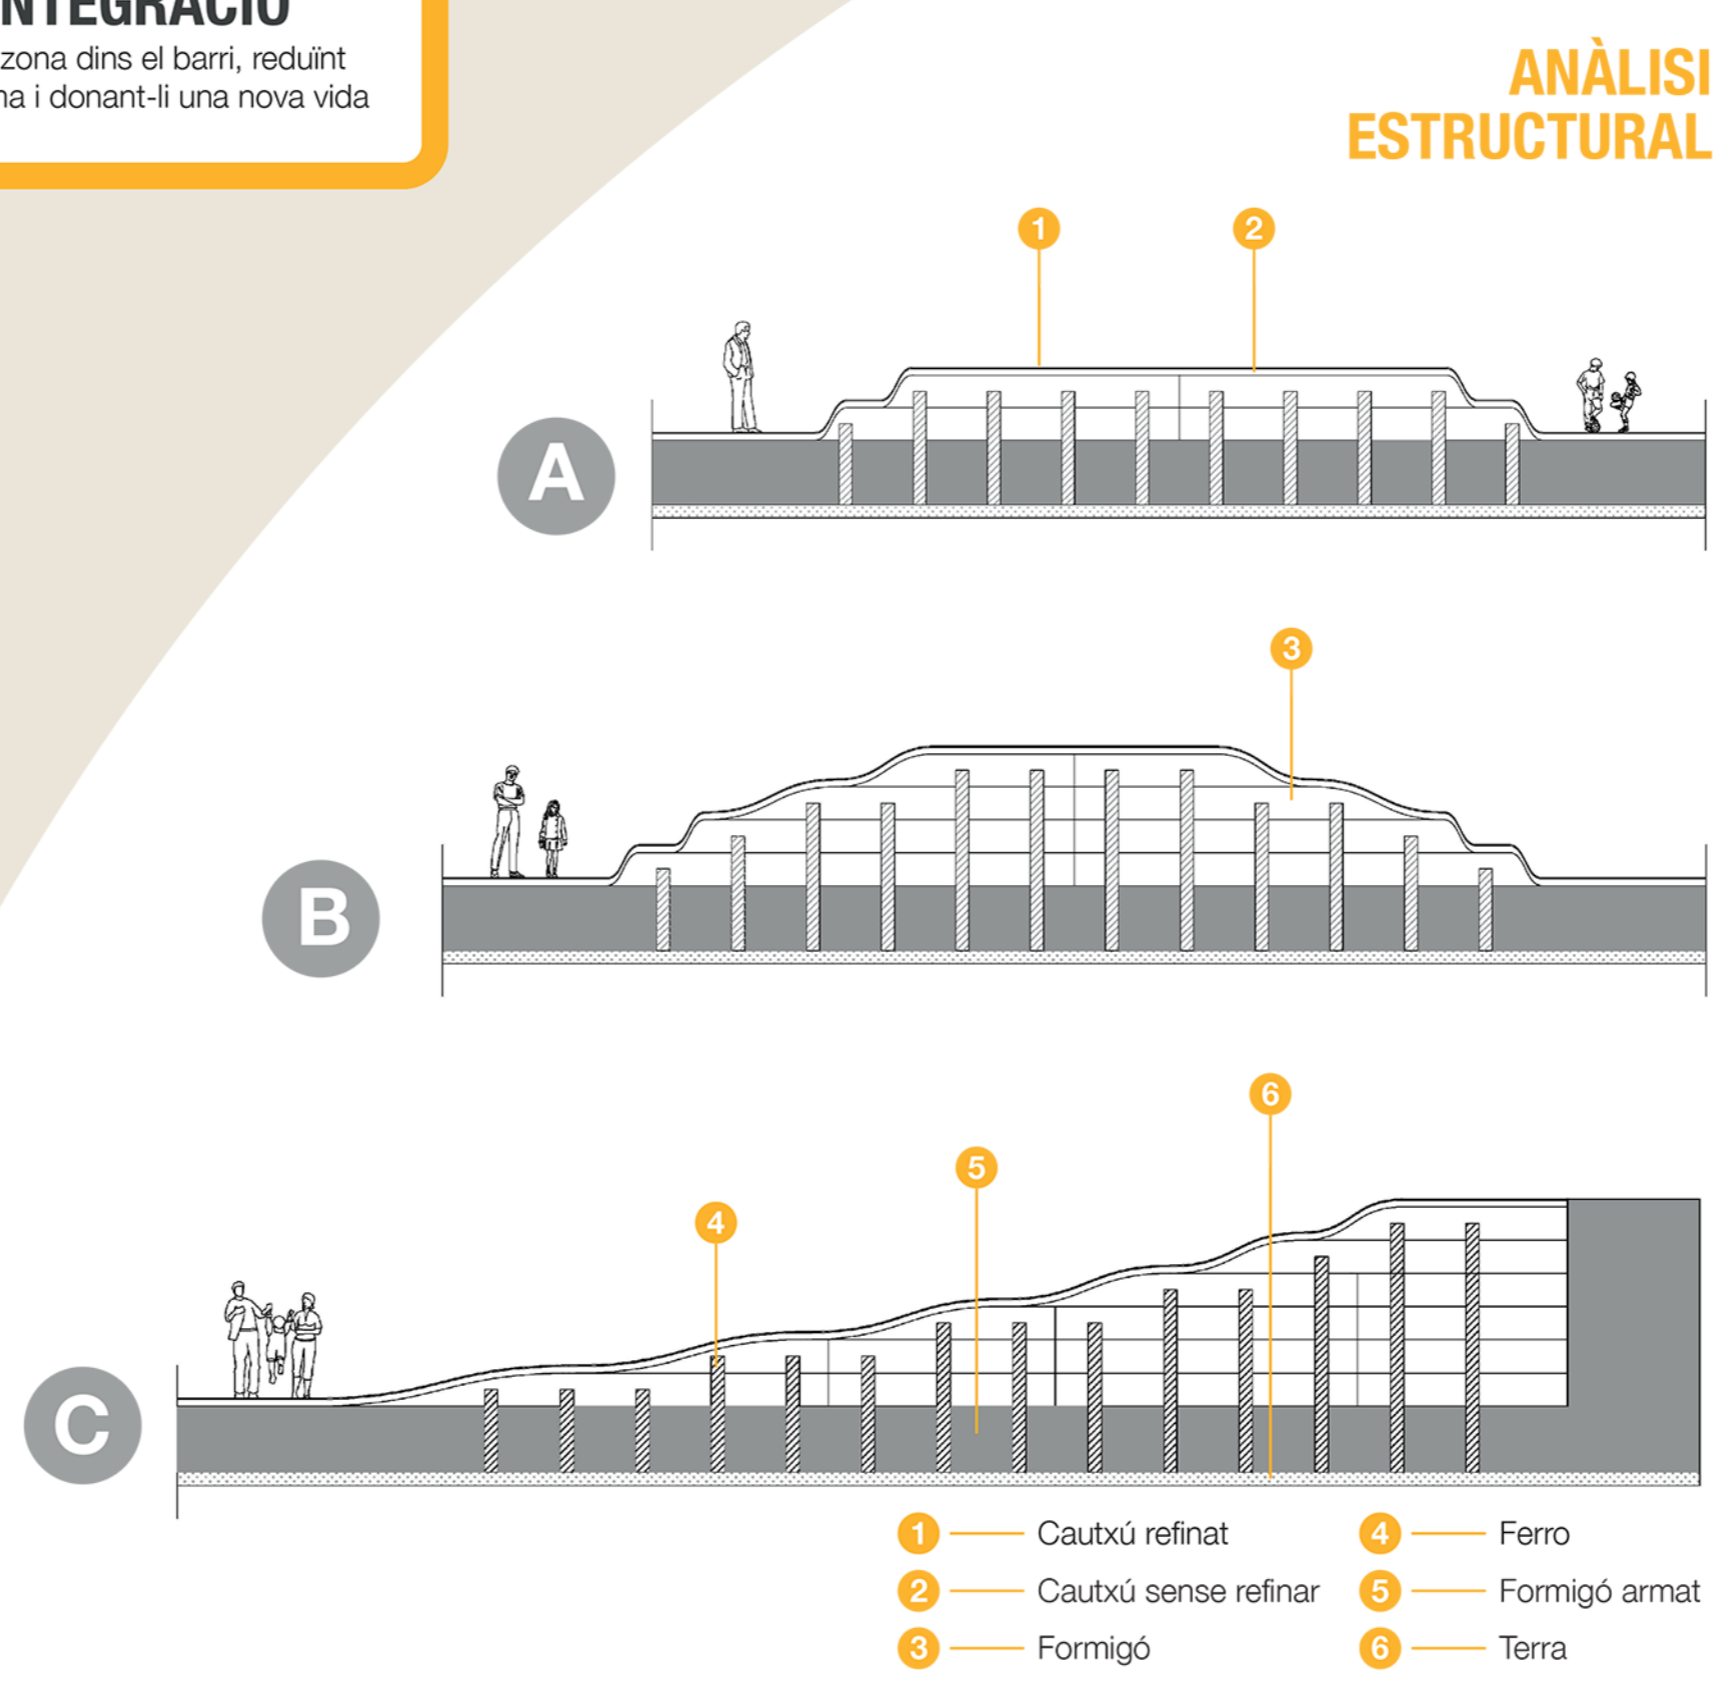 NTEGRACIÓ
zona dins el barri, reduïnt
na i donant-li una nova vida
ANÀLISI
ESTRUCTURAL
1
2
A
3
B
6
5
4
C
1 Cautxú refinat
2 Cautxú sense refinar
3 Formigó
4 Ferro
5 Formigó armat
6 Terra